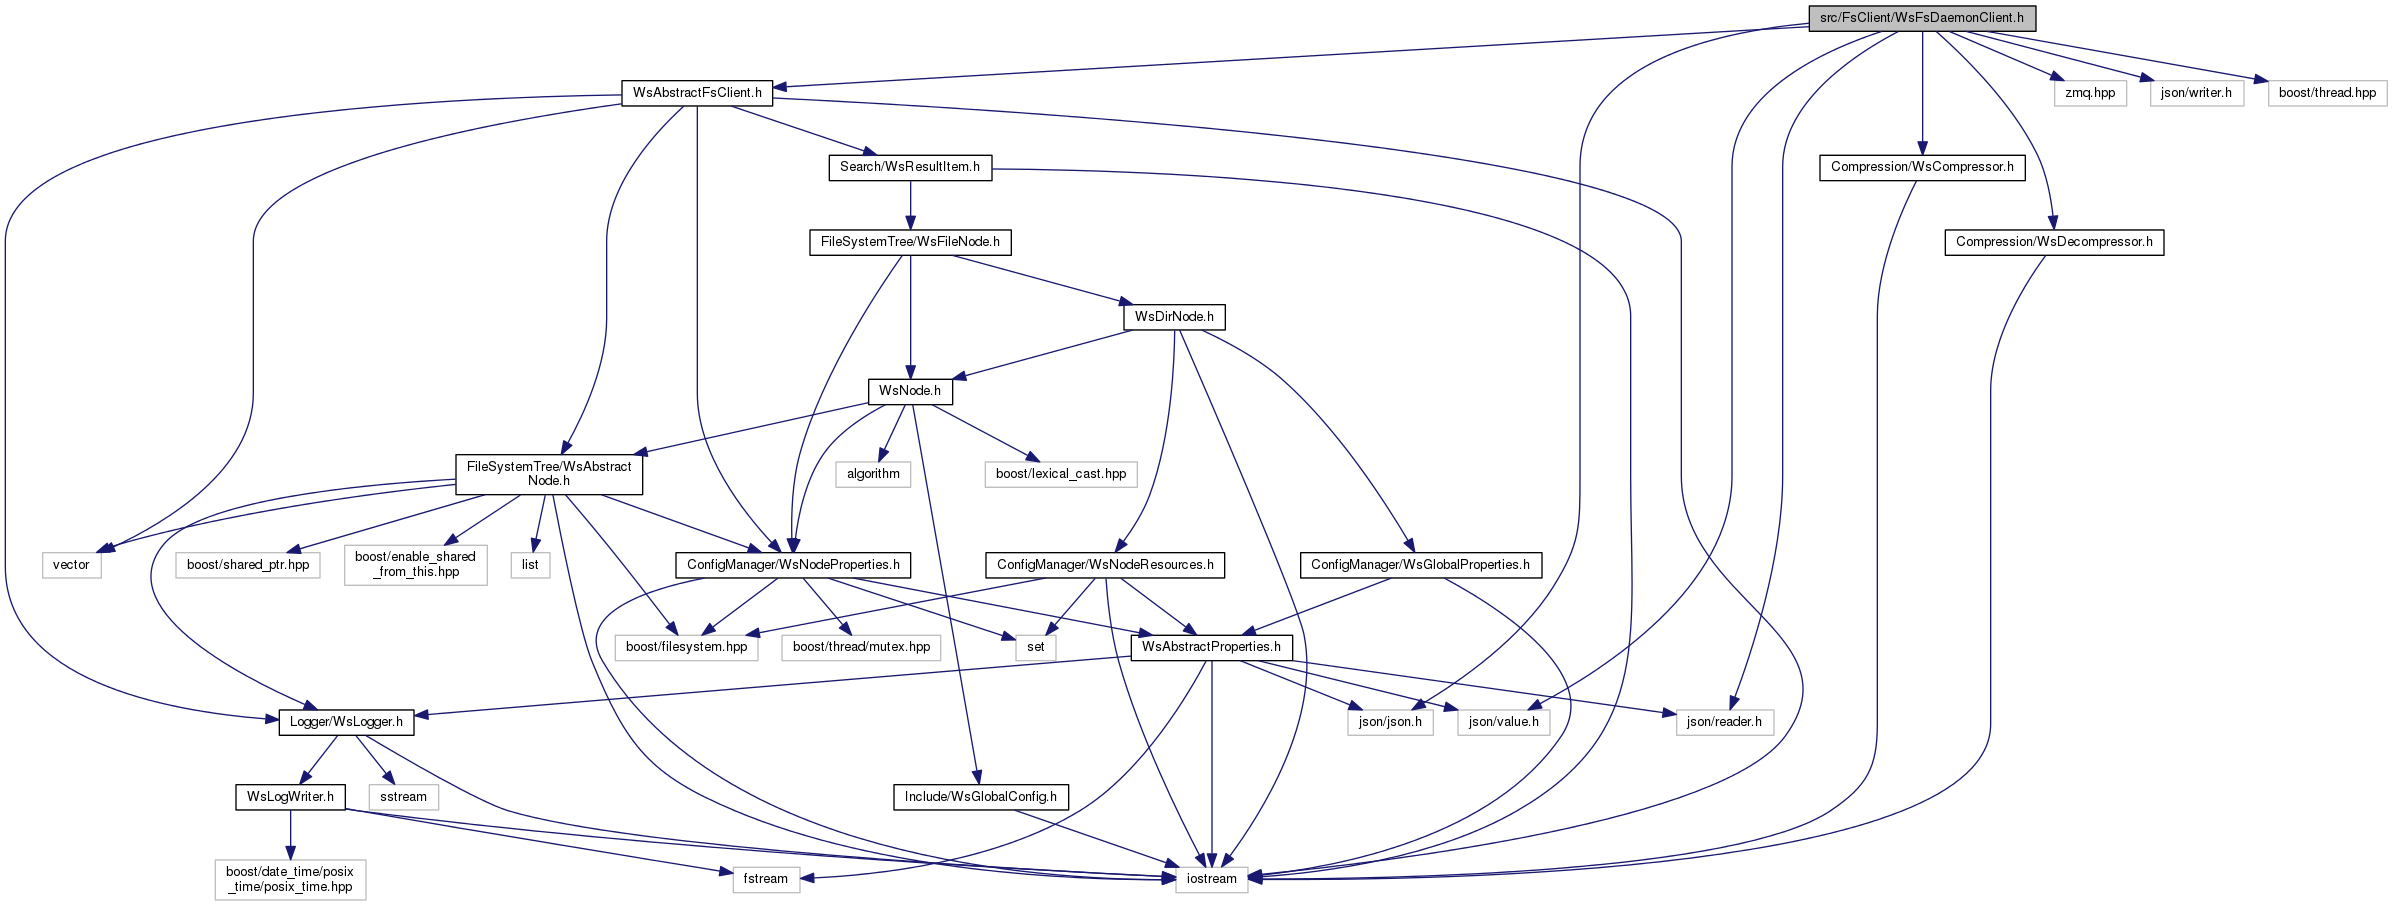 src/FsClient/WsFsDaemonClient.h
WsAbstractFsClient.h
zmq.hpp
json/writer.h
boost/thread.hpp
Search/WsResultItem.h
Compression/WsCompressor.h
FileSystemTree/WsFileNode.h
Compression/WsDecompressor.h
WsDirNode.h
WsNode.h
FileSystemTree/WsAbstract
Node.h
algorithm
boost/lexical_cast.hpp
vector
boost/shared_ptr.hpp
boost/enable_shared
_from_this.hpp
list
ConfigManager/WsNodeProperties.h
ConfigManager/WsNodeResources.h
ConfigManager/WsGlobalProperties.h
boost/filesystem.hpp
boost/thread/mutex.hpp
set
WsAbstractProperties.h
Logger/WsLogger.h
json/json.h
json/value.h
json/reader.h
WsLogWriter.h
sstream
Include/WsGlobalConfig.h
boost/date_time/posix
_time/posix_time.hpp
fstream
iostream